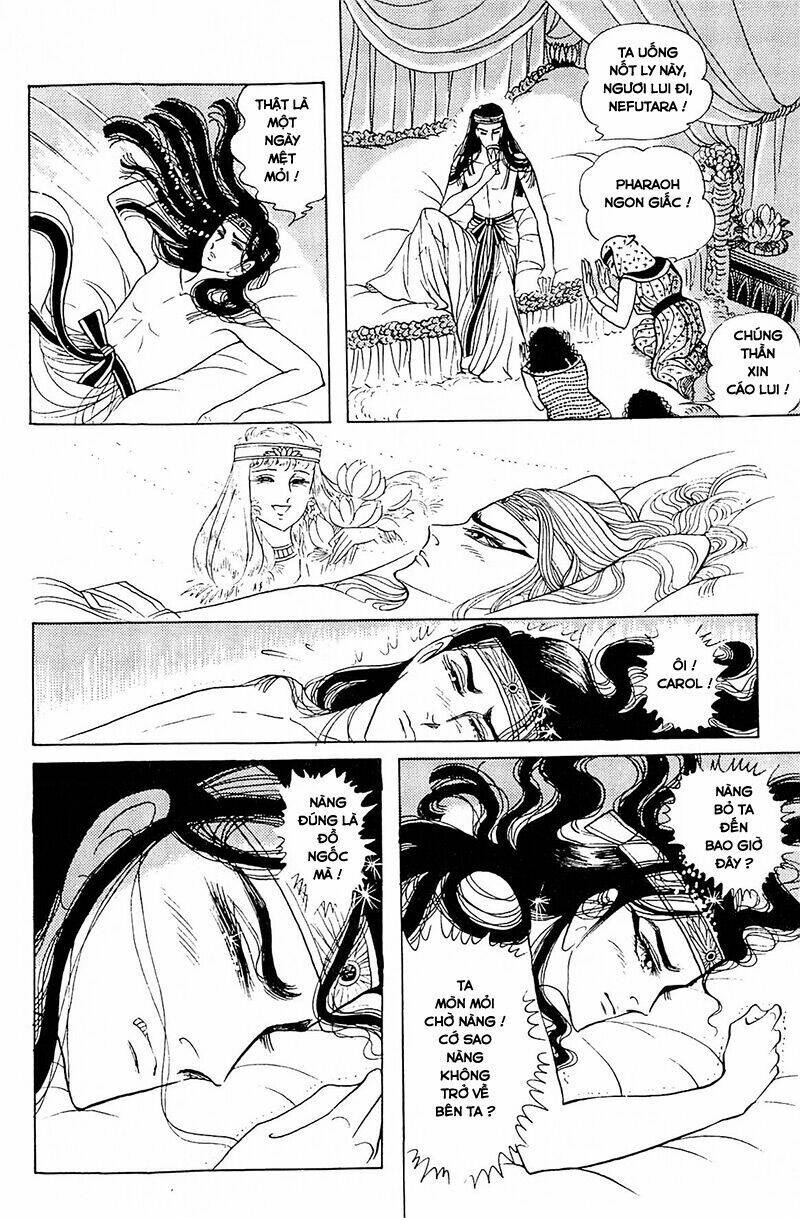 TA UỐNG
NỐT LY NÀY,
NGƯƠI LUI ĐI,
NEFUTARA !
PHARAOH
NGON GIẤC !
CHÚNG
THẦN
XIN
CÁO LUI !
THẬT LÀ
MỘT
NGÀY
MỆT
MỎI !
ÔI !
CAROL !
NÀNG
ĐÚNG LÀ
ĐỒ
NGỐC
MÀ !
NÀNG
BỎ TA
ĐẾN
BAO GIỜ
ĐÂY ?
TA
MƠN MỎI
CHỜ NÀNG !
CỚ SAO
NÀNG
KHÔNG
TRỞ VỀ
BÊN TA ?